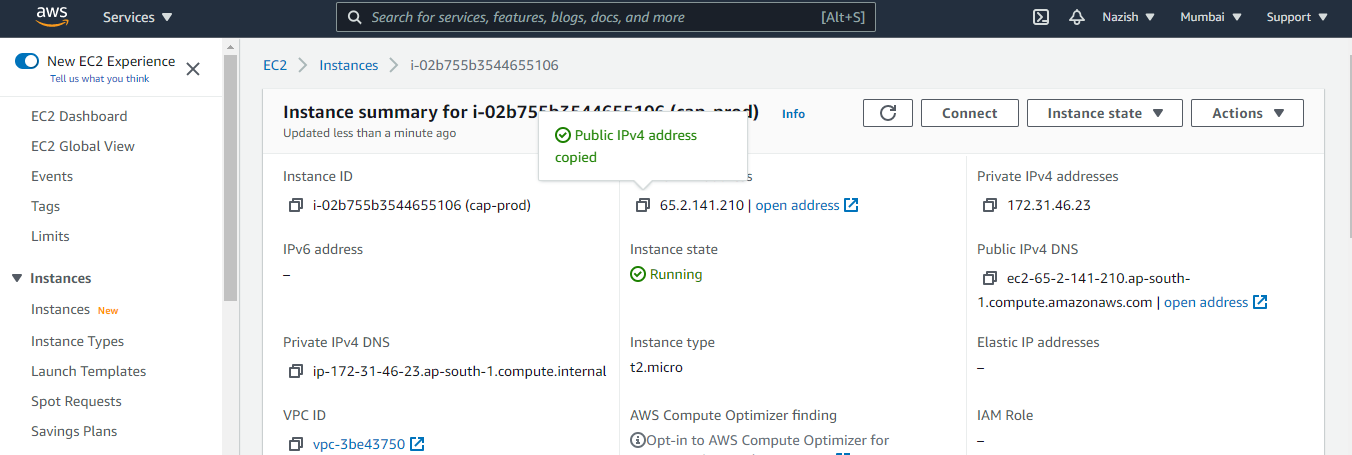 aws
Services
Search for services, features, blogs, docs, and more [Alt+S]
Nazish
Mumbai
Support
New EC2 Experience
Tell us what you think
EC2 Dashboard
EC2 Global View
Events
Tags
Limits
Instances
Instances New
Instance Types
Launch Templates
Spot Requests
Savings Plans
EC2 Instances i-02b755b3544655106
Instance summary for i-02b755b3544655106 (cap-prod) Info
Updated less than a minute ago
Connect
Instance state
Actions
Public IPv4 address
copied
Instance ID
i-02b755b3544655106 (cap-prod)
65.2.141.210 | open address
Private IPv4 addresses
172.31.46.23
IPv6 address
–
Instance state
Running
Public IPv4 DNS
ec2-65-2-141-210.ap-south-
1.compute.amazonaws.com | open address
Private IPv4 DNS
ip-172-31-46-23.ap-south-1.compute.internal
Instance type
t2.micro
Elastic IP addresses
–
VPC ID
vpc-3be43750
AWS Compute Optimizer finding
Opt-in to AWS Compute Optimizer for
IAM Role
–